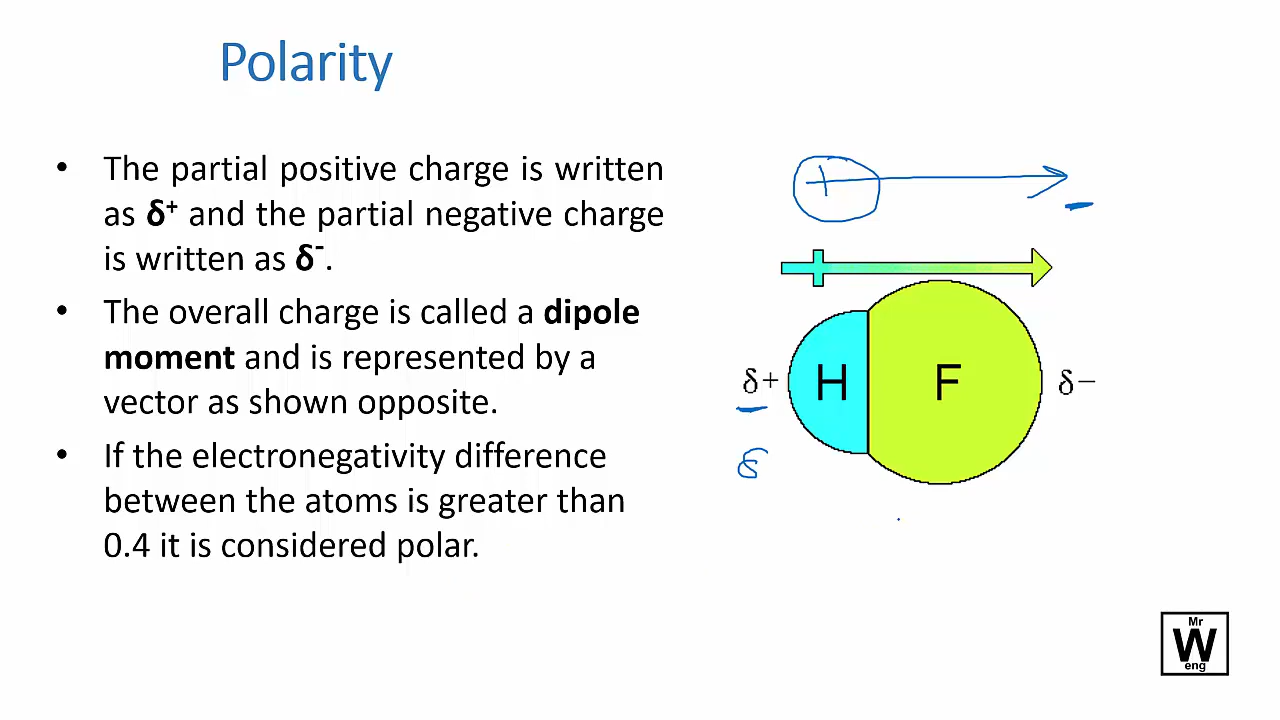 Polarity
• The partial positive charge is written
as δ⁺ and the partial negative charge
is written as δ⁻.
• The overall charge is called a dipole
moment and is represented by a
vector as shown opposite.
• If the electronegativity difference
between the atoms is greater than
0.4 it is considered polar.
+
−
δ+ H F δ−
δ
Mr
W
eng